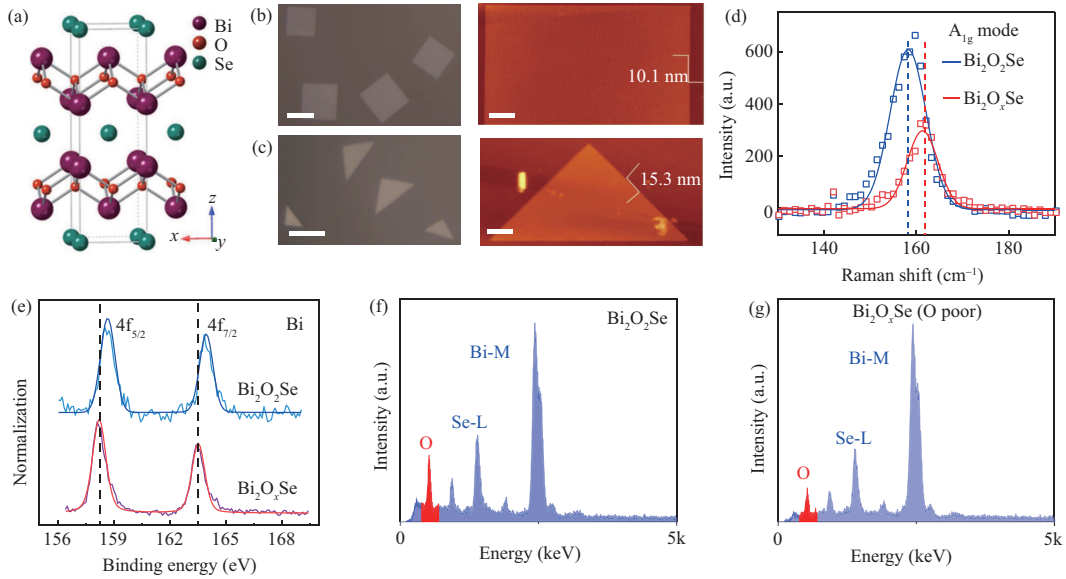 (a)
Bi
O
Se
z
x
y
(b)
10.1 nm
(c)
15.3 nm
(d)
A₁g mode
Bi₂O₂Se
Bi₂OₓSe
Intensity (a.u.)
600
400
200
0
140
160
180
Raman shift (cm⁻¹)
(e)
4f₅/₂
4f₇/₂
Bi
Bi₂O₂Se
Bi₂OₓSe
Normalization
156
159
162
165
168
Binding energy (eV)
(f)
Bi₂O₂Se
Bi-M
Se-L
O
Intensity (a.u.)
0
5k
Energy (keV)
(g)
Bi₂OₓSe (O poor)
Bi-M
Se-L
O
Intensity (a.u.)
0
5k
Energy (keV)